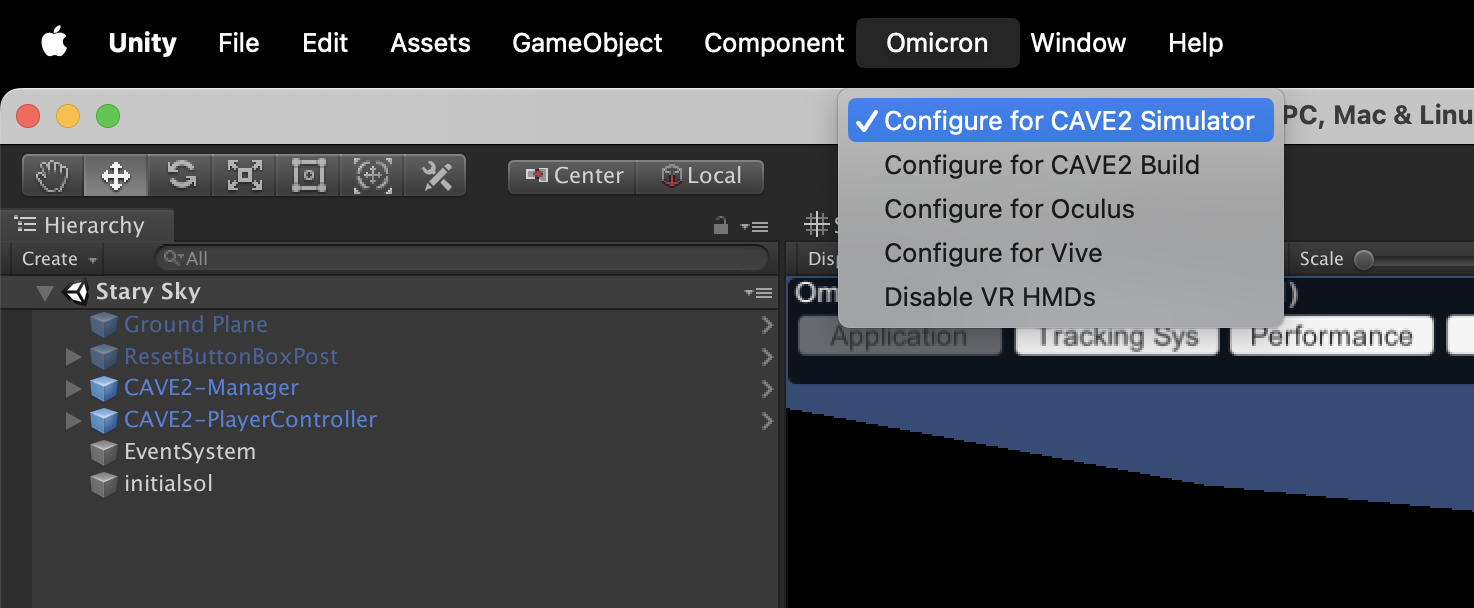 Unity File Edit Assets GameObject Component Omicron Window Help
Configure for CAVE2 Simulator
Configure for CAVE2 Build
Configure for Oculus
Configure for Vive
Disable VR HMDs
PC, Mac & Linu
Center Local
Hierarchy
Create All
Scale
Stary Sky
Ground Plane
ResetButtonBoxPost
CAVE2-Manager
CAVE2-PlayerController
EventSystem
initialsol
Om )
Application Tracking Sys Performance